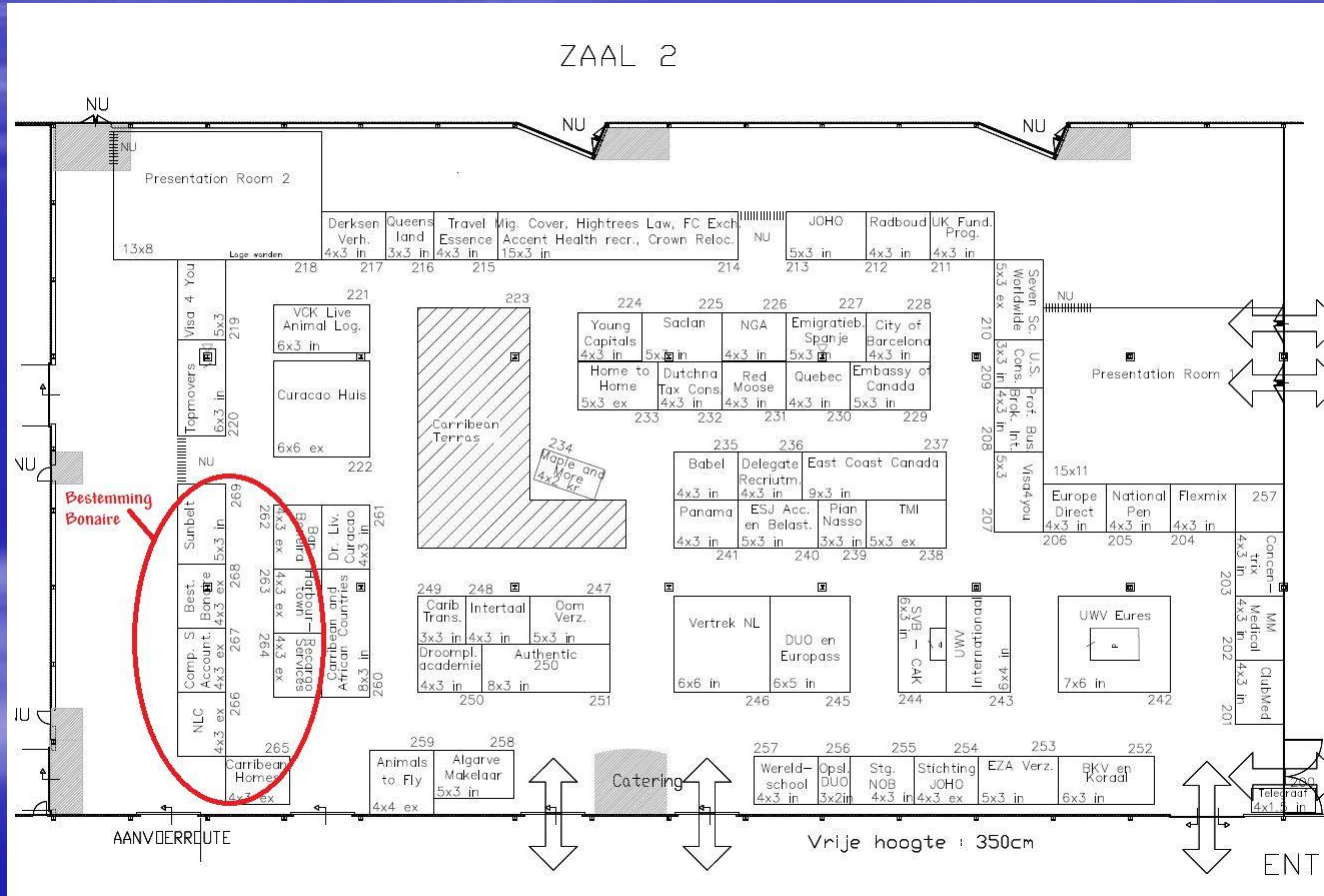 ZAAL 2
NU
NU
NU
NU
Presentation Room 2
13x8
Lage wanden
218
Derksen
Verh.
4x3 in
217
Queens
land
3x3 in
216
Travel
Essence
4x3 in
215
Mig. Cover, Hightrees Law, FC Exch.
Accent Health recr., Crown Reloc.
15x3 in
214
NU
JOHO
5x3 in
213
Radboud
4x3 in
212
UK Fund.
Prog.
4x3 in
211
Visa 4 You
5x3
219
Topmovers
6x3 in
220
NU
221
VCK Live
Animal Log.
6x3 in
Curacao Huis
6x6 ex
222
223
Carribean
Terras
234
Maple and
More
4x2 kr.
224
Young
Capitals
4x3 in
225
Saclan
5x3 in
226
NGA
4x3 in
227
Emigratieb.
Spanje
5x3 in
228
City of
Barcelona
4x3 in
Home to
Home
5x3 ex
233
Dutchna
Tax Cons.
4x3 in
232
Red
Moose
4x3 in
231
Quebec
4x3 in
230
Embassy of
Canada
5x3 in
229
Seven Sc.
Worldwide
5x3 ex
210
U.S.
Cons.
3x3 in
209
Prof. Bus.
Brok. Int.
4x3 in
208
Visa4you
5x3
207
NU
Presentation Room 1
15x11
235
Babel
4x3 in
236
Delegate
Recriutm.
4x3 in
237
East Coast Canada
9x3 in
Panama
4x3 in
241
ESJ Acc.
en Belast.
5x3 in
240
Pian
Nasso
3x3 in
239
TMI
5x3 ex
238
Europe
Direct
4x3 in
206
National
Pen
4x3 in
205
Flexmix
4x3 in
204
257
Concen-
trix
4x3 in
203
MM
Medical
4x3 in
202
ClubMed
4x3 in
201
NU
Bestemming
Bonaire
Sunbelt
5x3 in
269
Best.
Bonaire
4x3 ex
268
Comp. S
Account.
4x3 ex
267
NLC
4x3 ex
266
265
Carribean
Homes
4x3 ex
262
Bar
4x3 ex
263
Harbour-
town
4x3 ex
264
Recargo
Services
4x3 ex
261
Dr. Liv.
Curacao
4x3 in
Carribean and
African Countries
8x3 in
260
249
Carib
Trans.
3x3 in
248
Intertaal
4x3 in
247
Oom
Verz.
5x3 in
Droompl.
academie
4x3 in
250
Authentic
250
8x3 in
251
Vertrek NL
6x6 in
246
DUO en
Europass
6x5 in
245
SVB - CAK
6x3 in
244
UWV
International
6x4 in
243
UWV Eures
P
7x6 in
242
259
Animals
to Fly
4x4 ex
258
Algarve
Makelaar
5x3 in
Catering
257
Wereld-
school
4x3 in
256
Opsl.
DUO
3x2in
255
Stg.
NOB
4x3 in
254
Stichting
JOHO
4x3 ex
253
EZA Verz.
5x3 in
252
BKV en
Koraal
6x3 in
200
Telegraaf
4x1.5 in
AANVOERROUTE
Vrije hoogte : 350cm
ENT